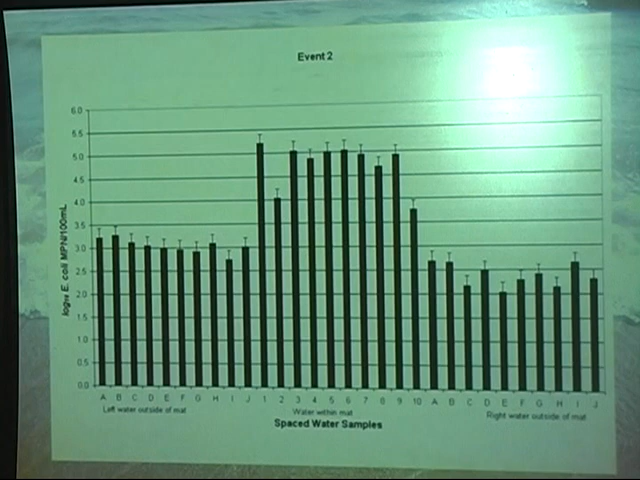 Event 2
log₁₀ E. coli MPN/100mL
6.0
5.5
5.0
4.5
4.0
3.5
3.0
2.5
2.0
1.5
1.0
0.5
0.0
A B C D E F G H I J 1 2 3 4 5 6 7 8 9 10 A B C D E F G H I J
Left water outside of mat Water within mat Right water outside of mat
Spaced Water Samples